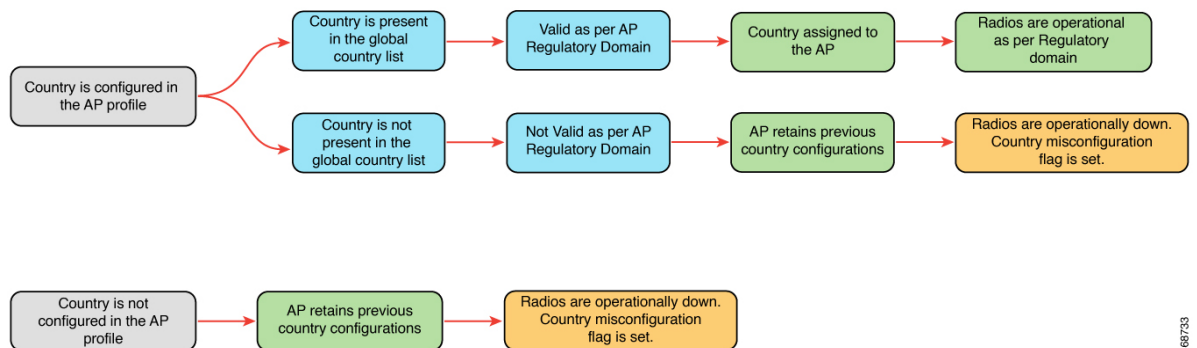 Country is present
in the global
country list
Valid as per AP
Regulatory Domain
Country assigned to
the AP
Radios are operational
as per Regulatory
domain
Country is configured in
the AP profile
Country is not
present in the
global country list
Not Valid as per AP
Regulatory Domain
AP retains previous
country configurations
Radios are operationally down.
Country misconfiguration
flag is set.
Country is not
configured in the AP
profile
AP retains previous
country configurations
Radios are operationally down.
Country misconfiguration
flag is set.
68733